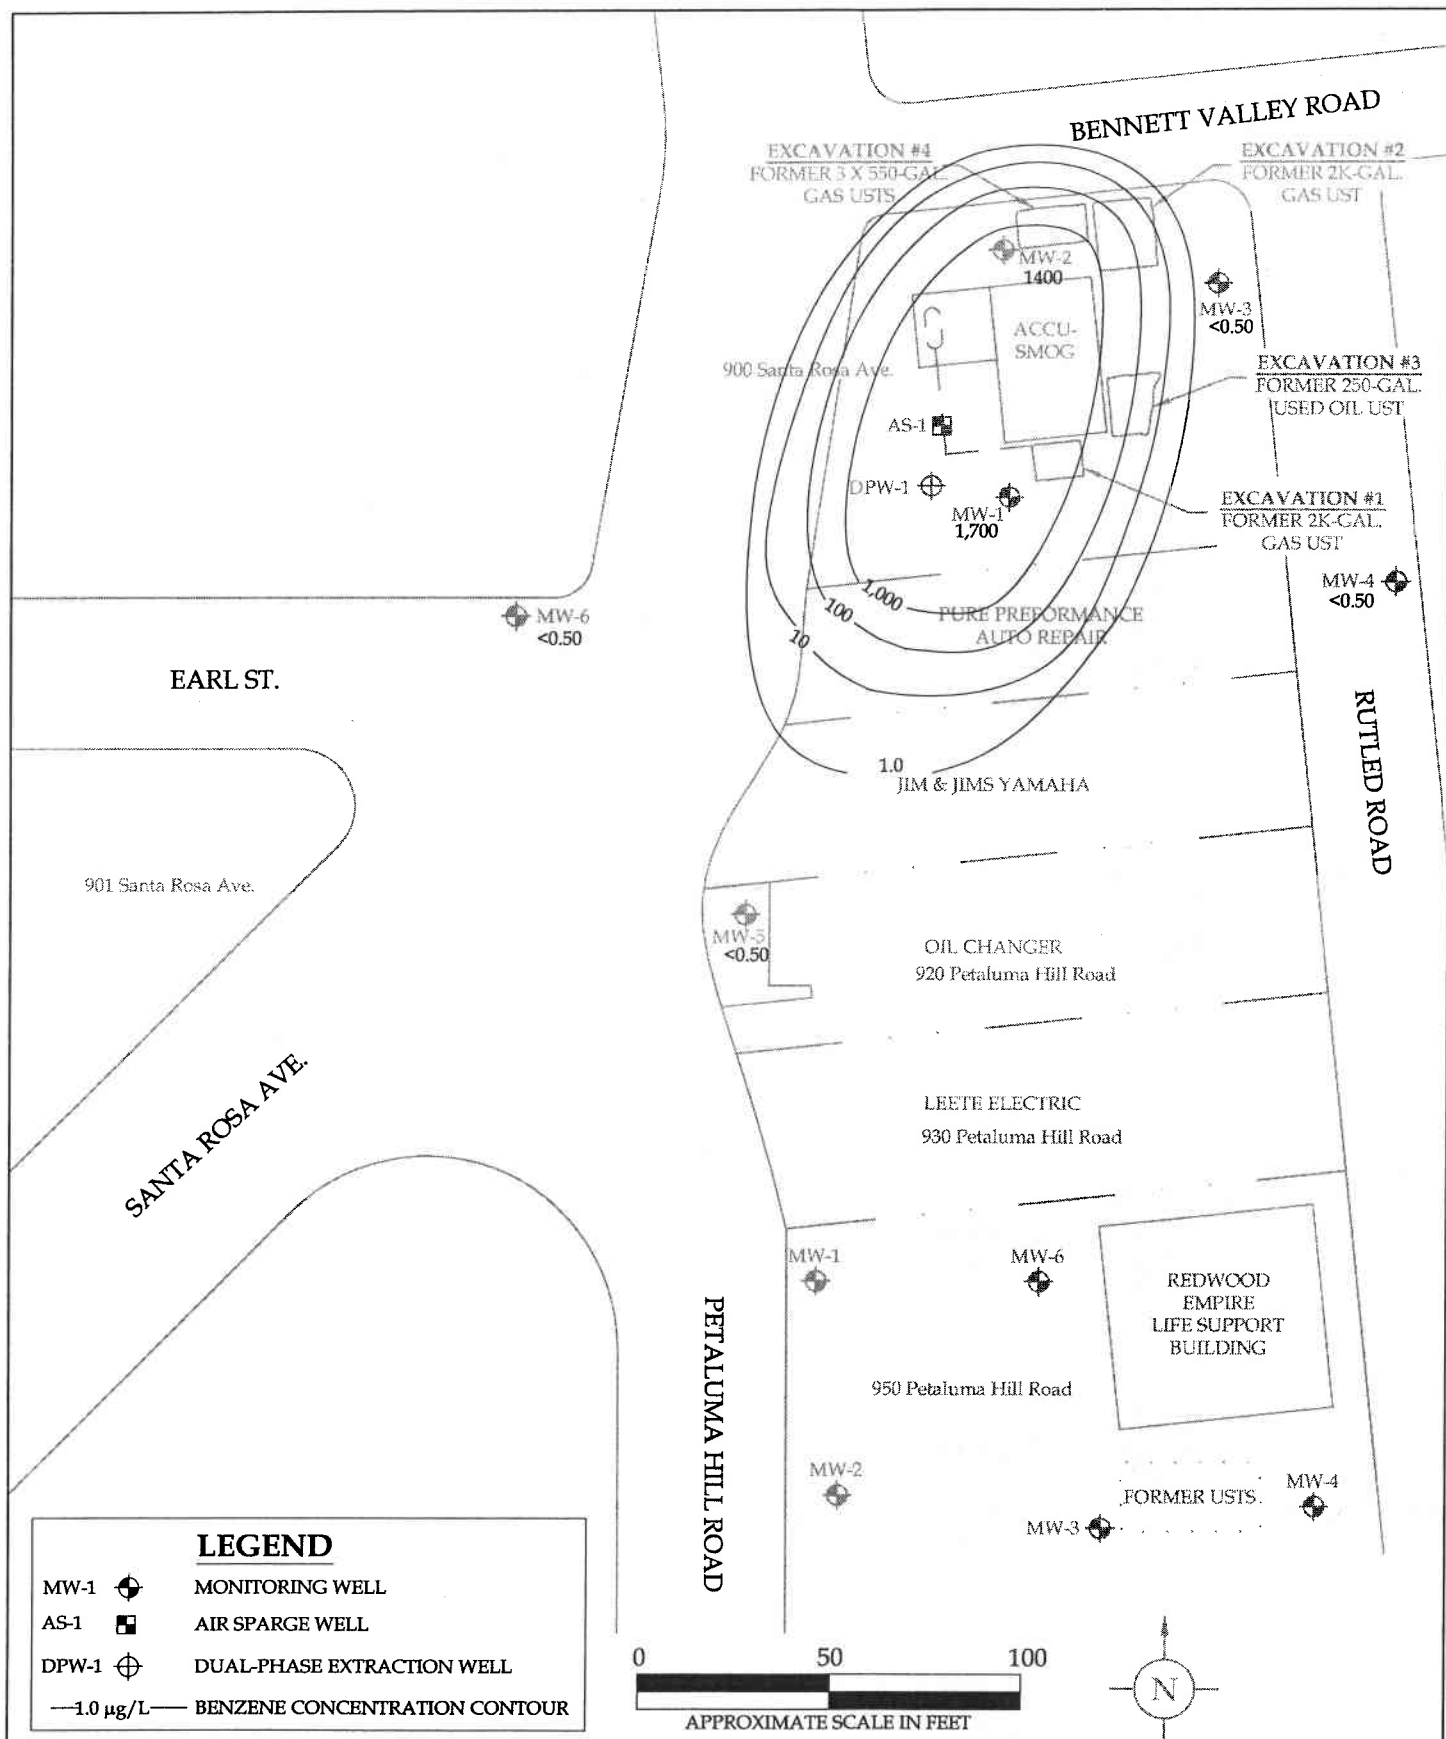 BENNETT VALLEY ROAD
EXCAVATION #4
FORMER 3 X 550-GAL.
GAS USTS
EXCAVATION #2
FORMER 2K-GAL.
GAS UST
MW-2
1400
MW-3
<0.50
ACCU-
SMOG
900 Santa Rosa Ave.
EXCAVATION #3
FORMER 250-GAL.
USED OIL UST
AS-1
DPW-1
MW-1
1,700
EXCAVATION #1
FORMER 2K-GAL.
GAS UST
MW-4
<0.50
1,000
100
10
PURE PREFORMANCE
AUTO REPAIR
MW-6
<0.50
EARL ST.
RUTLED ROAD
1.0
JIM & JIMS YAMAHA
901 Santa Rosa Ave.
MW-5
<0.50
OIL CHANGER
920 Petaluma Hill Road
SANTA ROSA AVE.
LEETE ELECTRIC
930 Petaluma Hill Road
MW-1
MW-6
REDWOOD
EMPIRE
LIFE SUPPORT
BUILDING
PETALUMA HILL ROAD
950 Petaluma Hill Road
MW-2
FORMER USTS
MW-4
MW-3
LEGEND
MW-1 MONITORING WELL
AS-1 AIR SPARGE WELL
DPW-1 DUAL-PHASE EXTRACTION WELL
1.0 µg/L BENZENE CONCENTRATION CONTOUR
0 50 100
APPROXIMATE SCALE IN FEET
N